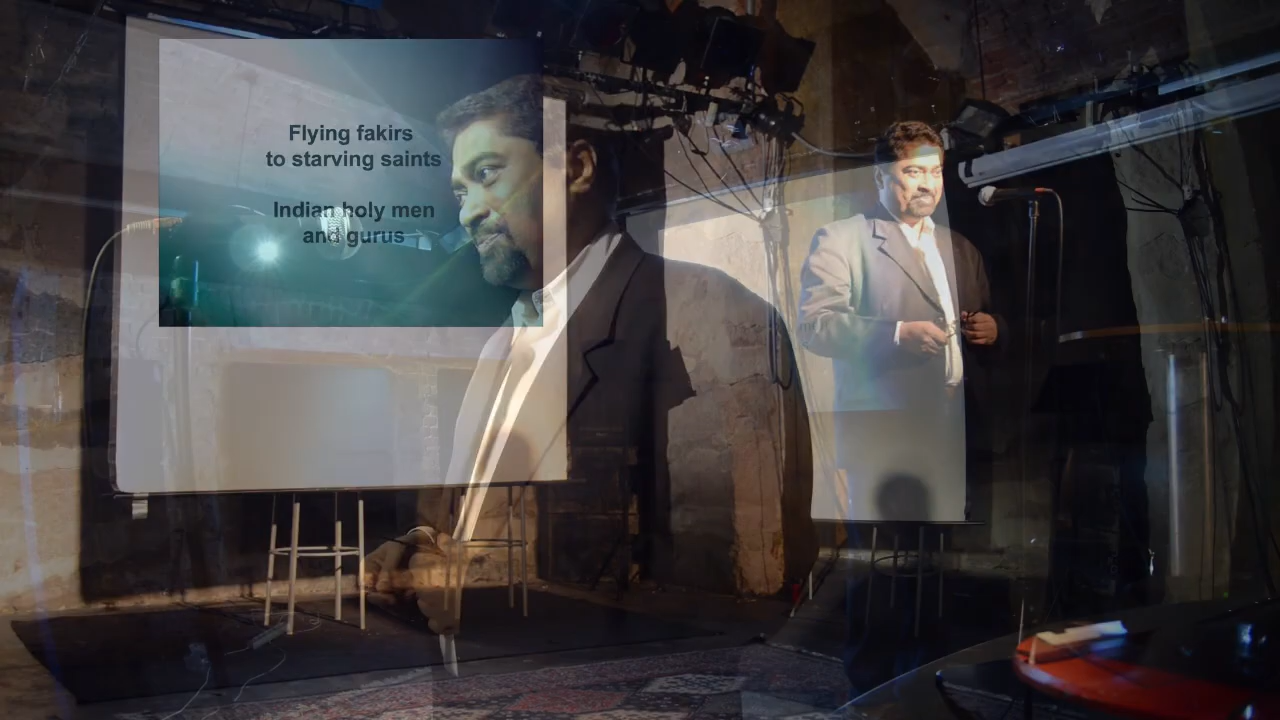 Flying fakirs
to starving saints
Indian holy men
and gurus